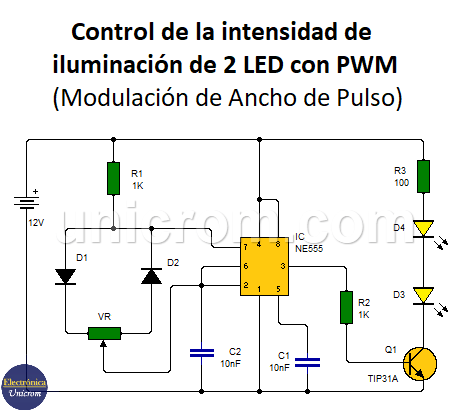 Control de la intensidad de
iluminación de 2 LED con PWM
(Modulación de Ancho de Pulso)
R1
1K
R3
100
+
12V
unicrom.com
D4
D1
D2
IC
NE555
7
4
8
6
3
2
1
5
D3
VR
R2
1K
C2
10nF
C1
10nF
Q1
TIP31A
Electrónica
Unicrom